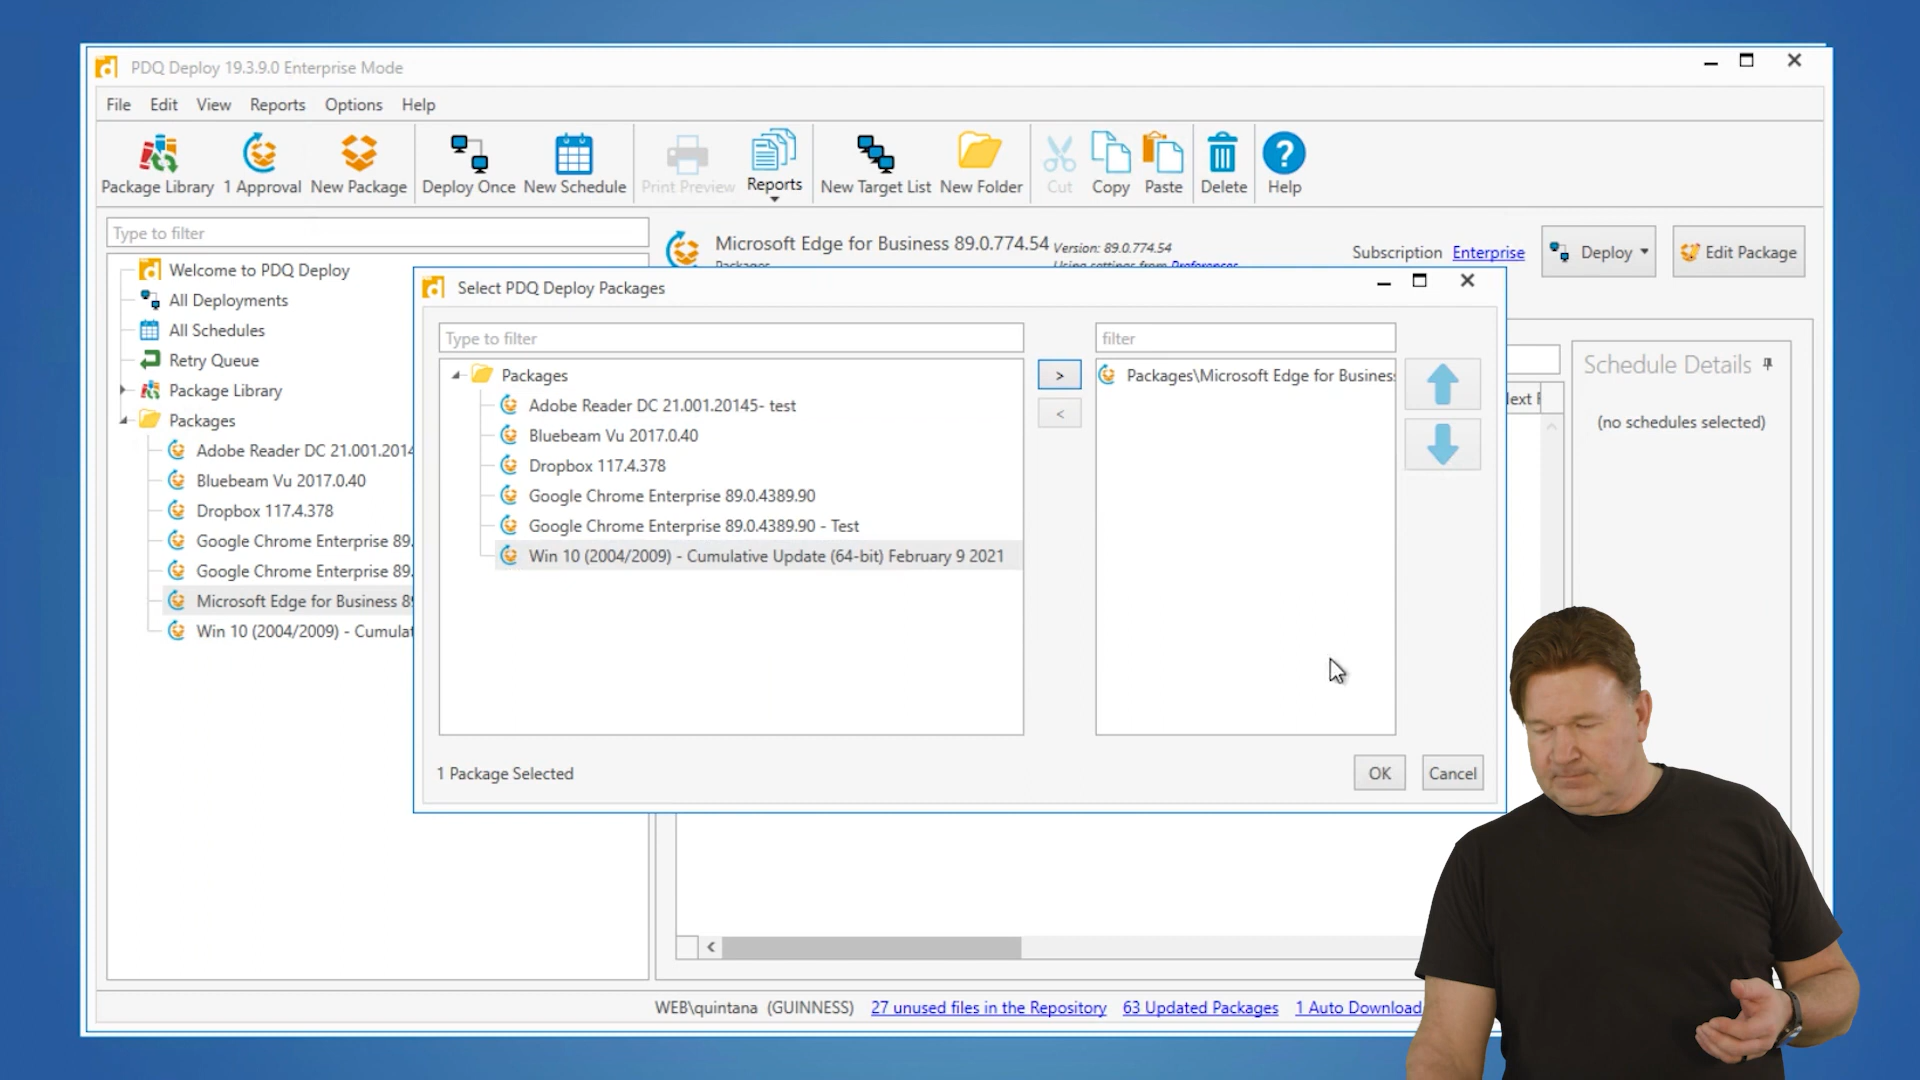 PDQ Deploy 19.3.9.0 Enterprise Mode
File Edit View Reports Options Help
Package Library 1 Approval New Package Deploy Once New Schedule Print Preview Reports New Target List New Folder Cut Copy Paste Delete Help
Type to filter
Microsoft Edge for Business 89.0.774.54 Version: 89.0.774.54
Packages Using settings from Preferences
Subscription Enterprise
Deploy
Edit Package
Welcome to PDQ Deploy
All Deployments
All Schedules
Retry Queue
Package Library
Packages
Adobe Reader DC 21.001.2014
Bluebeam Vu 2017.0.40
Dropbox 117.4.378
Google Chrome Enterprise 89.
Google Chrome Enterprise 89.
Microsoft Edge for Business 8
Win 10 (2004/2009) - Cumulat
Select PDQ Deploy Packages
Type to filter
Packages
Adobe Reader DC 21.001.20145- test
Bluebeam Vu 2017.0.40
Dropbox 117.4.378
Google Chrome Enterprise 89.0.4389.90
Google Chrome Enterprise 89.0.4389.90 - Test
Win 10 (2004/2009) - Cumulative Update (64-bit) February 9 2021
>
<
filter
Packages\Microsoft Edge for Busines
1 Package Selected
OK Cancel
Schedule Details
(no schedules selected)
WEB\quintana (GUINNESS) 27 unused files in the Repository 63 Updated Packages 1 Auto Download